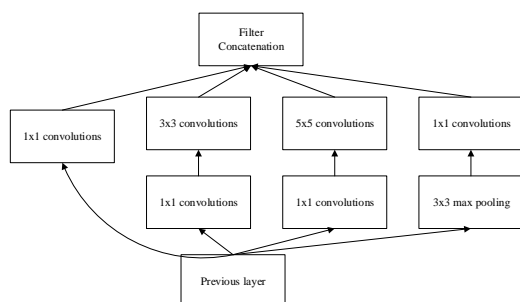 Filter
Concatenation
1x1 convolutions
3x3 convolutions
5x5 convolutions
1x1 convolutions
1x1 convolutions
1x1 convolutions
3x3 max pooling
Previous layer